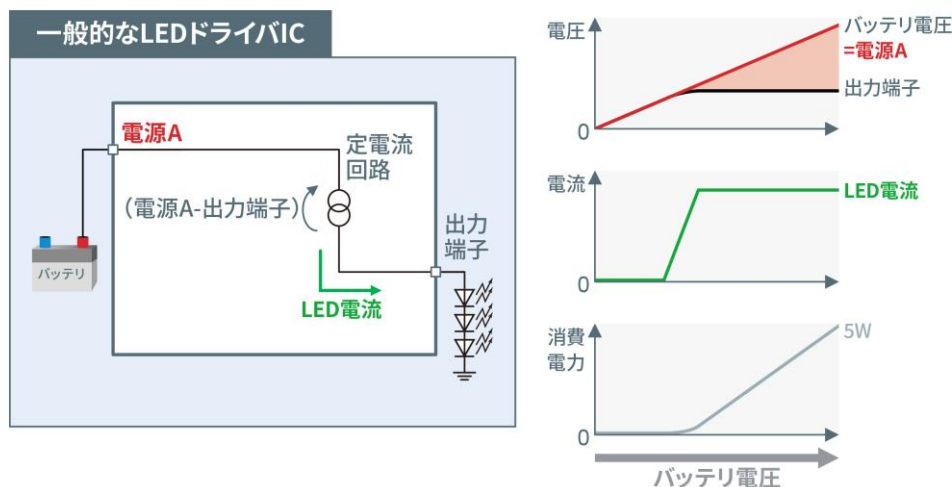 一般的なLEDドライバIC
電源A
定電流
回路
（電源A-出力端子）
出力
端子
バッテリ
LED電流
電圧
バッテリ電圧
=電源A
出力端子
0
電流
LED電流
0
消費
電力
5W
0
バッテリ電圧